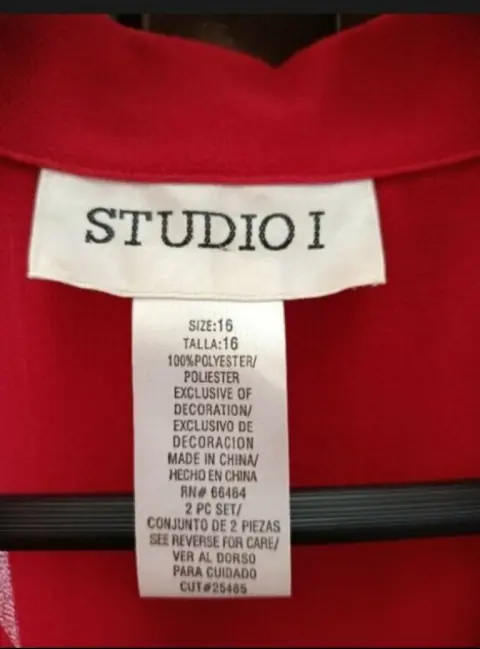 STUDIO I
SIZE:16
TALLA:16
100%POLYESTER/
POLIESTER
EXCLUSIVE OF
DECORATION/
EXCLUSIVO DE
DECORACION
MADE IN CHINA/
HECHO EN CHINA
RN# 66464
2 PC SET/
CONJUNTO DE 2 PIEZAS
SEE REVERSE FOR CARE/
VER AL DORSO
PARA CUIDADO
CUT#25465